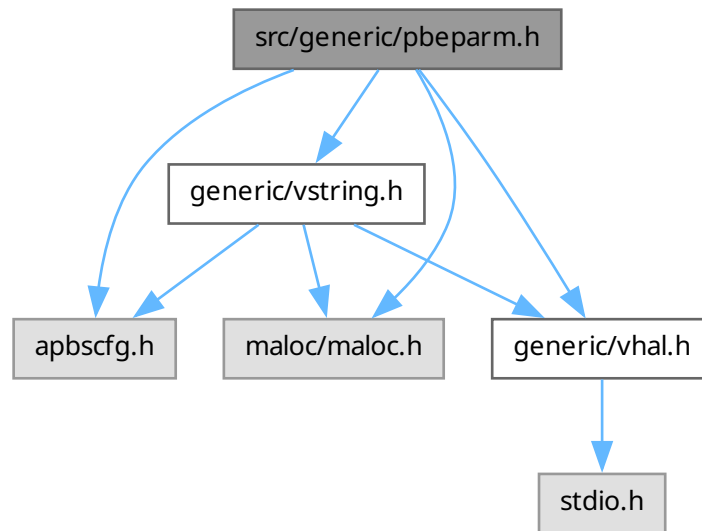 src/generic/pbeparm.h
generic/vstring.h
apbscfg.h
maloc/maloc.h
generic/vhal.h
stdio.h